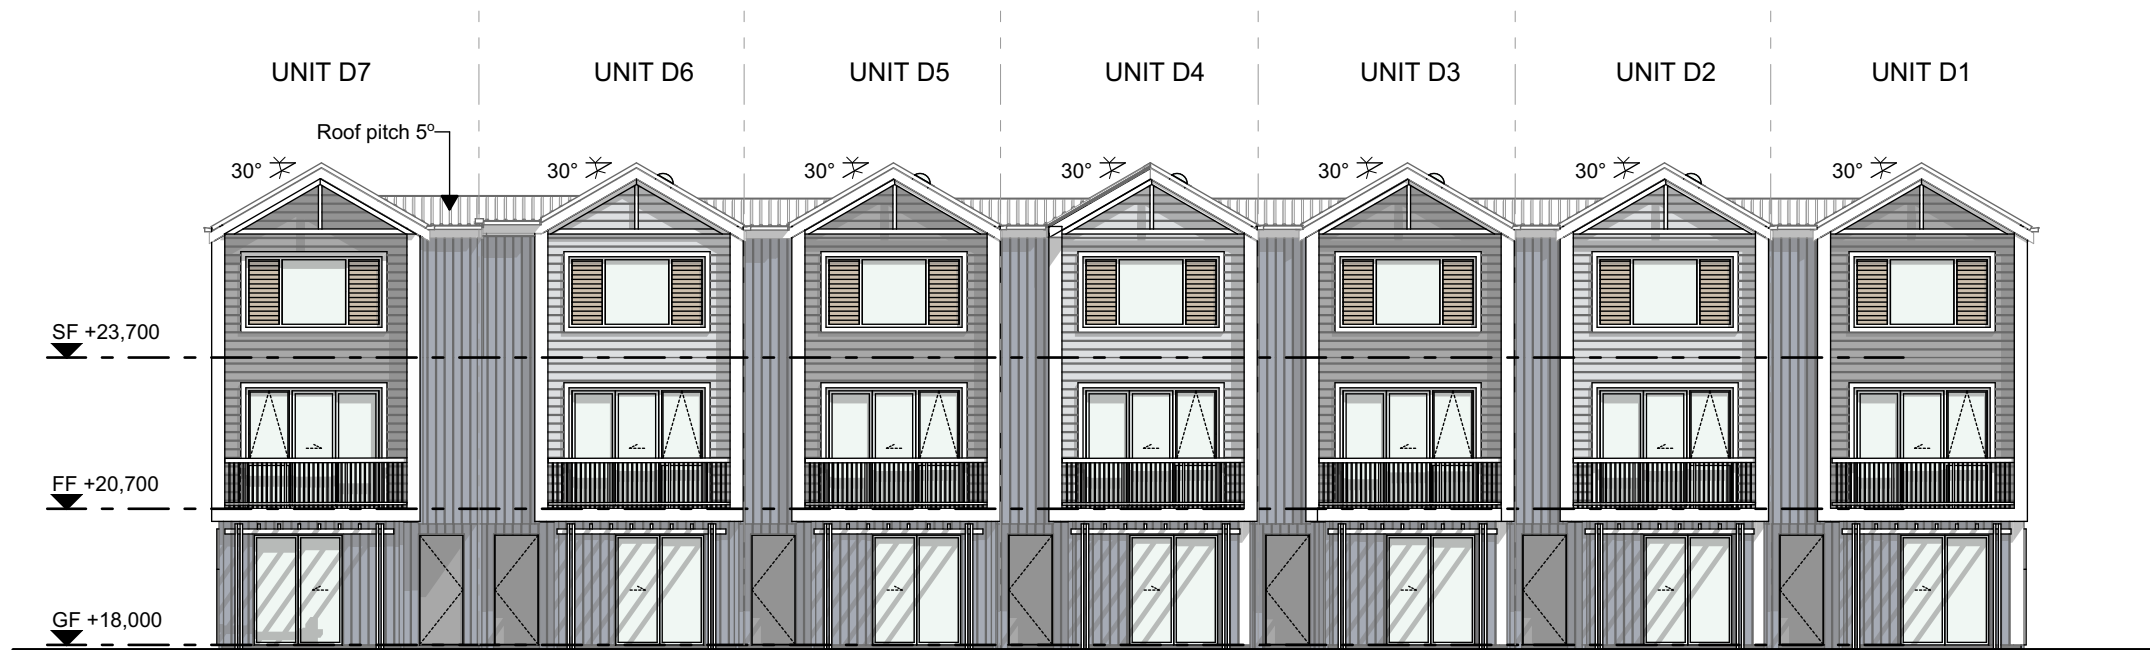 UNIT D7
UNIT D6
UNIT D5
UNIT D4
UNIT D3
UNIT D2
UNIT D1
Roof pitch 5º
30°
30°
30°
30°
30°
30°
30°
SF +23,700
FF +20,700
GF +18,000